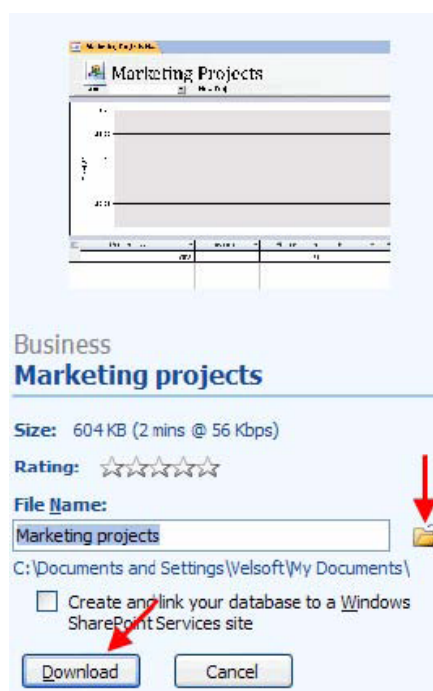 Marketing Projects
Business
Marketing projects
Size: 604 KB (2 mins @ 56 Kbps)
Rating:
File Name:
Marketing projects
C:\Documents and Settings\Velsoft\My Documents\
Create and link your database to a Windows
SharePoint Services site
Download Cancel